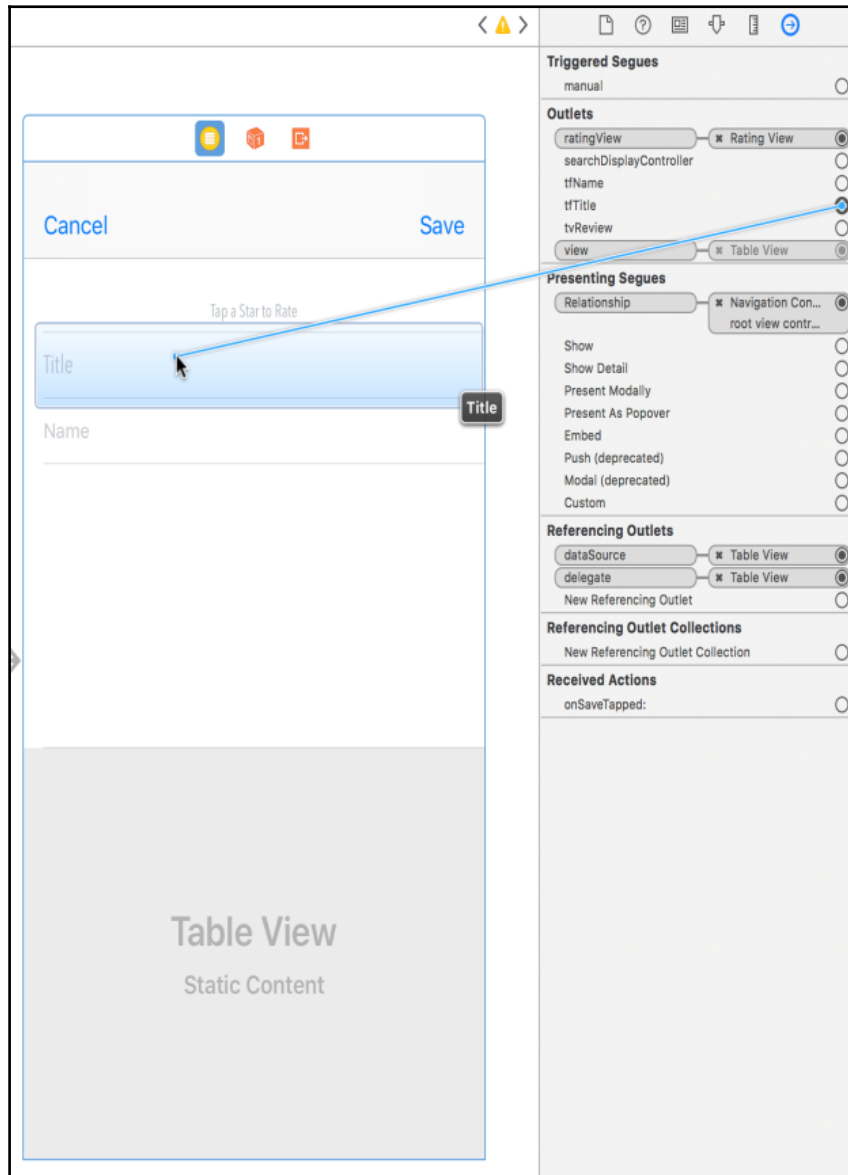 Cancel
Save
Tap a Star to Rate
Title
Title
Name
Table View
Static Content
Triggered Segues
manual
Outlets
ratingView Rating View
searchDisplayController
tfName
tfTitle
tvReview
view Table View
Presenting Segues
Relationship Navigation Con...
root view contr...
Show
Show Detail
Present Modally
Present As Popover
Embed
Push (deprecated)
Modal (deprecated)
Custom
Referencing Outlets
dataSource Table View
delegate Table View
New Referencing Outlet
Referencing Outlet Collections
New Referencing Outlet Collection
Received Actions
onSaveTapped: